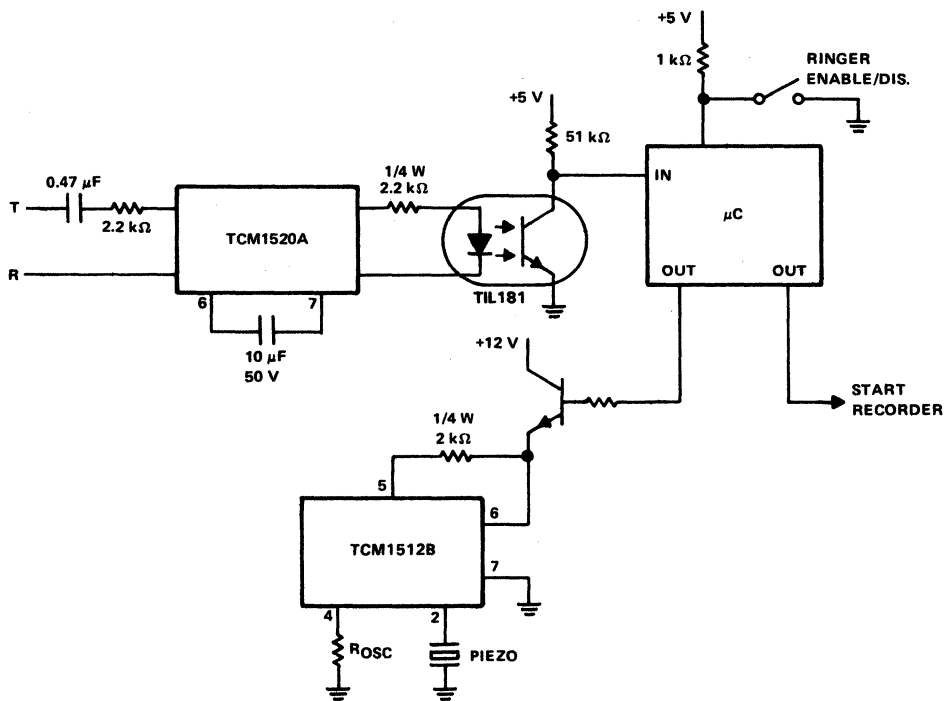 +5 V
1 kΩ
RINGER
ENABLE/DIS.
+5 V
51 kΩ
0.47 μF
T
2.2 kΩ
R
TCM1520A
6
7
10 μF
50 V
1/4 W
2.2 kΩ
TIL181
IN
μC
OUT
OUT
START
RECORDER
+12 V
1/4 W
2 kΩ
5
6
TCM1512B
7
4
2
ROSC
PIEZO